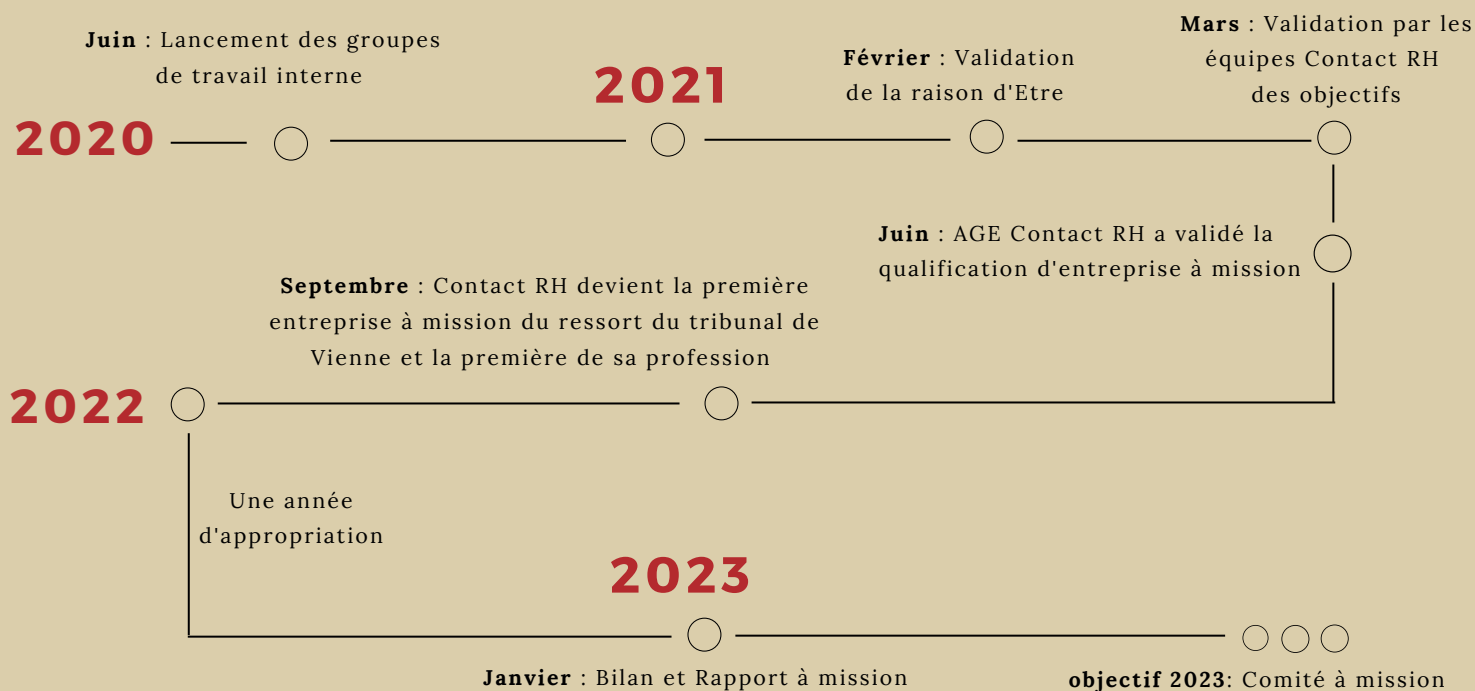 2020
Juin : Lancement des groupes
de travail interne
2021
Février : Validation
de la raison d'Etre
Mars : Validation par les
équipes Contact RH
des objectifs
Juin : AGE Contact RH a validé la
qualification d'entreprise à mission
Septembre : Contact RH devient la première
entreprise à mission du ressort du tribunal de
Vienne et la première de sa profession
2022
Une année
d'appropriation
2023
Janvier : Bilan et Rapport à mission
objectif 2023: Comité à mission